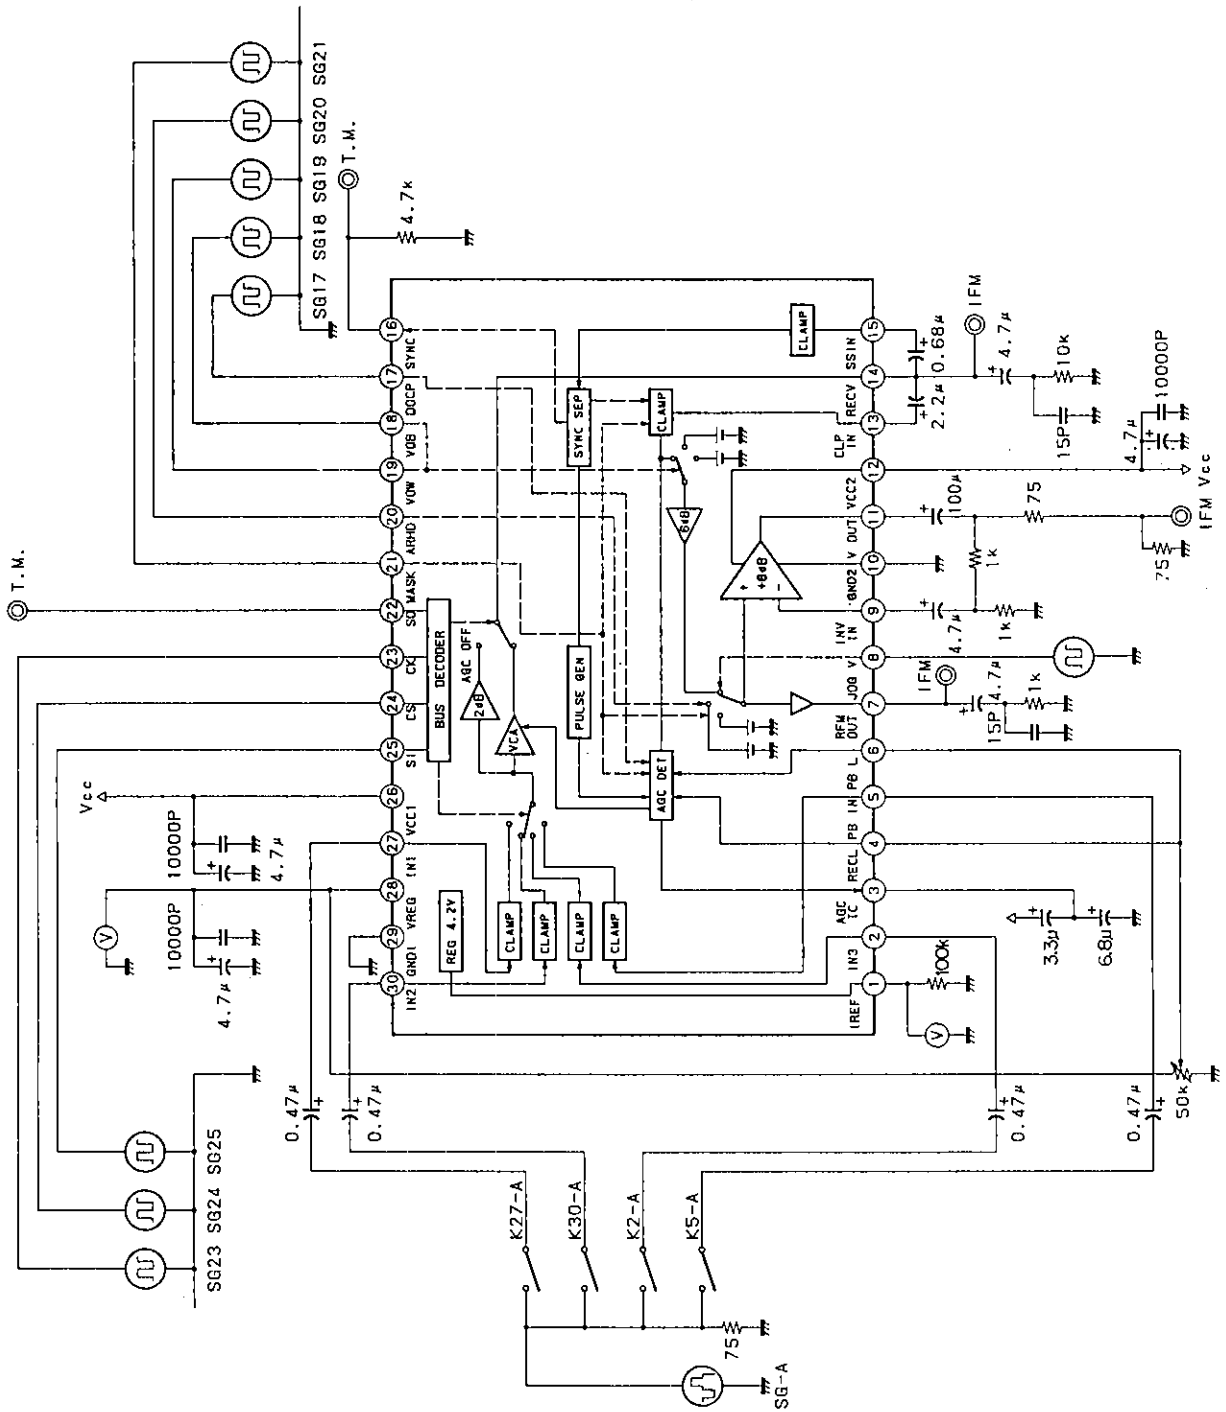 SG23 SG24 SG25
T.M.
Vcc
V
10000P
4.7µ
10000P
4.7µ
SG17 SG18 SG19 SG20 SG21
T.M.
4.7k
0.47µ
0.47µ
30 29 28 27 26 25 24 23 22 21 20 19 18 17 16
IN2 GND1 VREG IN1 VCC1 SI CS CK SO MASK ARHD VOW VOB DOCP SYNC
REG 4.2V
BUS DECODER
AGC OFF
2dB
VCA
CLAMP
CLAMP
CLAMP
CLAMP
PULSE GEN
SYNC SEP
CLAMP
CLAMP
AGC DET
6dB
+
+8dB
-
IREF IN3 AGC TC RECL PB IN PB L RFM OUT JOG V INV IN GND2 V OUT VCC2 CLP IN RECV SSIN
1 2 3 4 5 6 7 8 9 10 11 12 13 14 15
K27-A
K30-A
K2-A
K5-A
75
SG-A
0.47µ
0.47µ
50k
V
100k
3.3µ
6.8µ
IFM
15P
4.7µ
1k
4.7µ
1k
1k
100µ
75
75
IFM Vcc
4.7µ
10000P
2.2µ
0.68µ
IFM
4.7µ
15P
10k